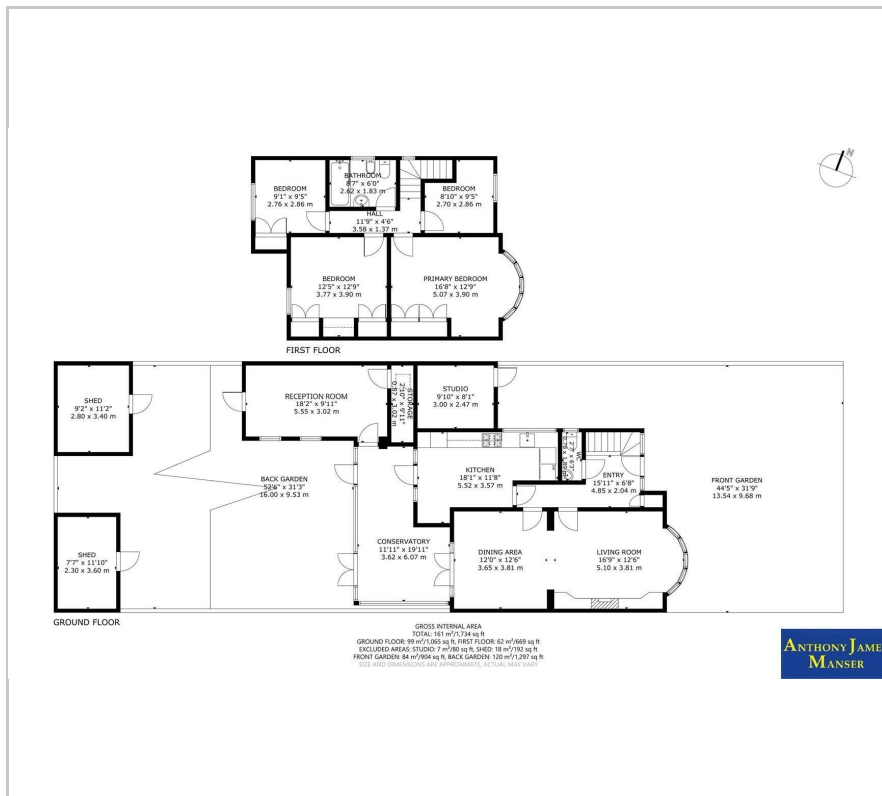 BEDROOM
9'1" x 9'5"
2.76 x 2.86 m
BATHROOM
8'7" x 6'0"
2.62 x 1.83 m
BEDROOM
8'10" x 9'5"
2.70 x 2.86 m
HALL
11'9" x 4'6"
3.58 x 1.37 m
BEDROOM
12'5" x 12'9"
3.77 x 3.90 m
PRIMARY BEDROOM
16'8" x 12'9"
5.07 x 3.90 m
FIRST FLOOR
SHED
9'2" x 11'2"
2.80 x 3.40 m
RECEPTION ROOM
18'2" x 9'11"
5.55 x 3.02 m
STORAGE
2'10" x 9'11"
0.87 x 3.02 m
STUDIO
9'10" x 8'1"
3.00 x 2.47 m
BACK GARDEN
52'6" x 31'3"
16.00 x 9.53 m
KITCHEN
18'1" x 11'8"
5.52 x 3.57 m
WC
ENTRY
15'11" x 6'8"
4.85 x 2.04 m
FRONT GARDEN
44'5" x 31'9"
13.54 x 9.68 m
SHED
7'7" x 11'10"
2.30 x 3.60 m
CONSERVATORY
11'11" x 19'11"
3.62 x 6.07 m
DINING AREA
12'0" x 12'6"
3.65 x 3.81 m
LIVING ROOM
16'9" x 12'6"
5.10 x 3.81 m
GROUND FLOOR
GROSS INTERNAL AREA
TOTAL: 161 m²/1,734 sq ft
GROUND FLOOR: 99 m²/1,065 sq ft, FIRST FLOOR: 62 m²/669 sq ft
EXCLUDED AREAS: STUDIO: 7 m²/80 sq ft, SHED: 18 m²/192 sq ft
FRONT GARDEN: 84 m²/904 sq ft, BACK GARDEN: 120 m²/1,297 sq ft
SIZE AND DIMENSIONS ARE APPROXIMATE, ACTUAL MAY VARY
ANTHONY JAME
MANSER